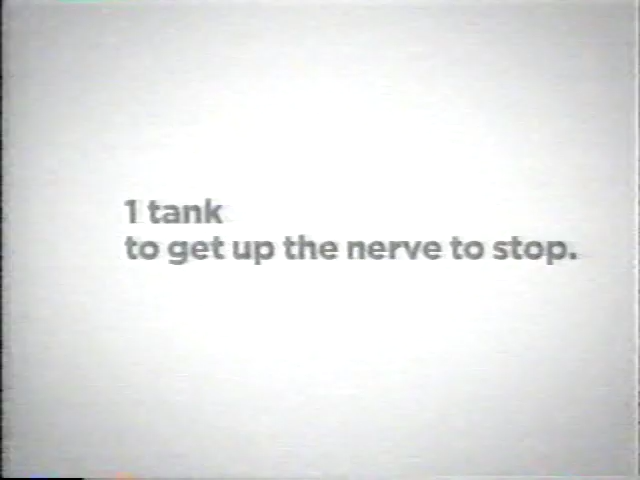 1 tank
to get up the nerve to stop.